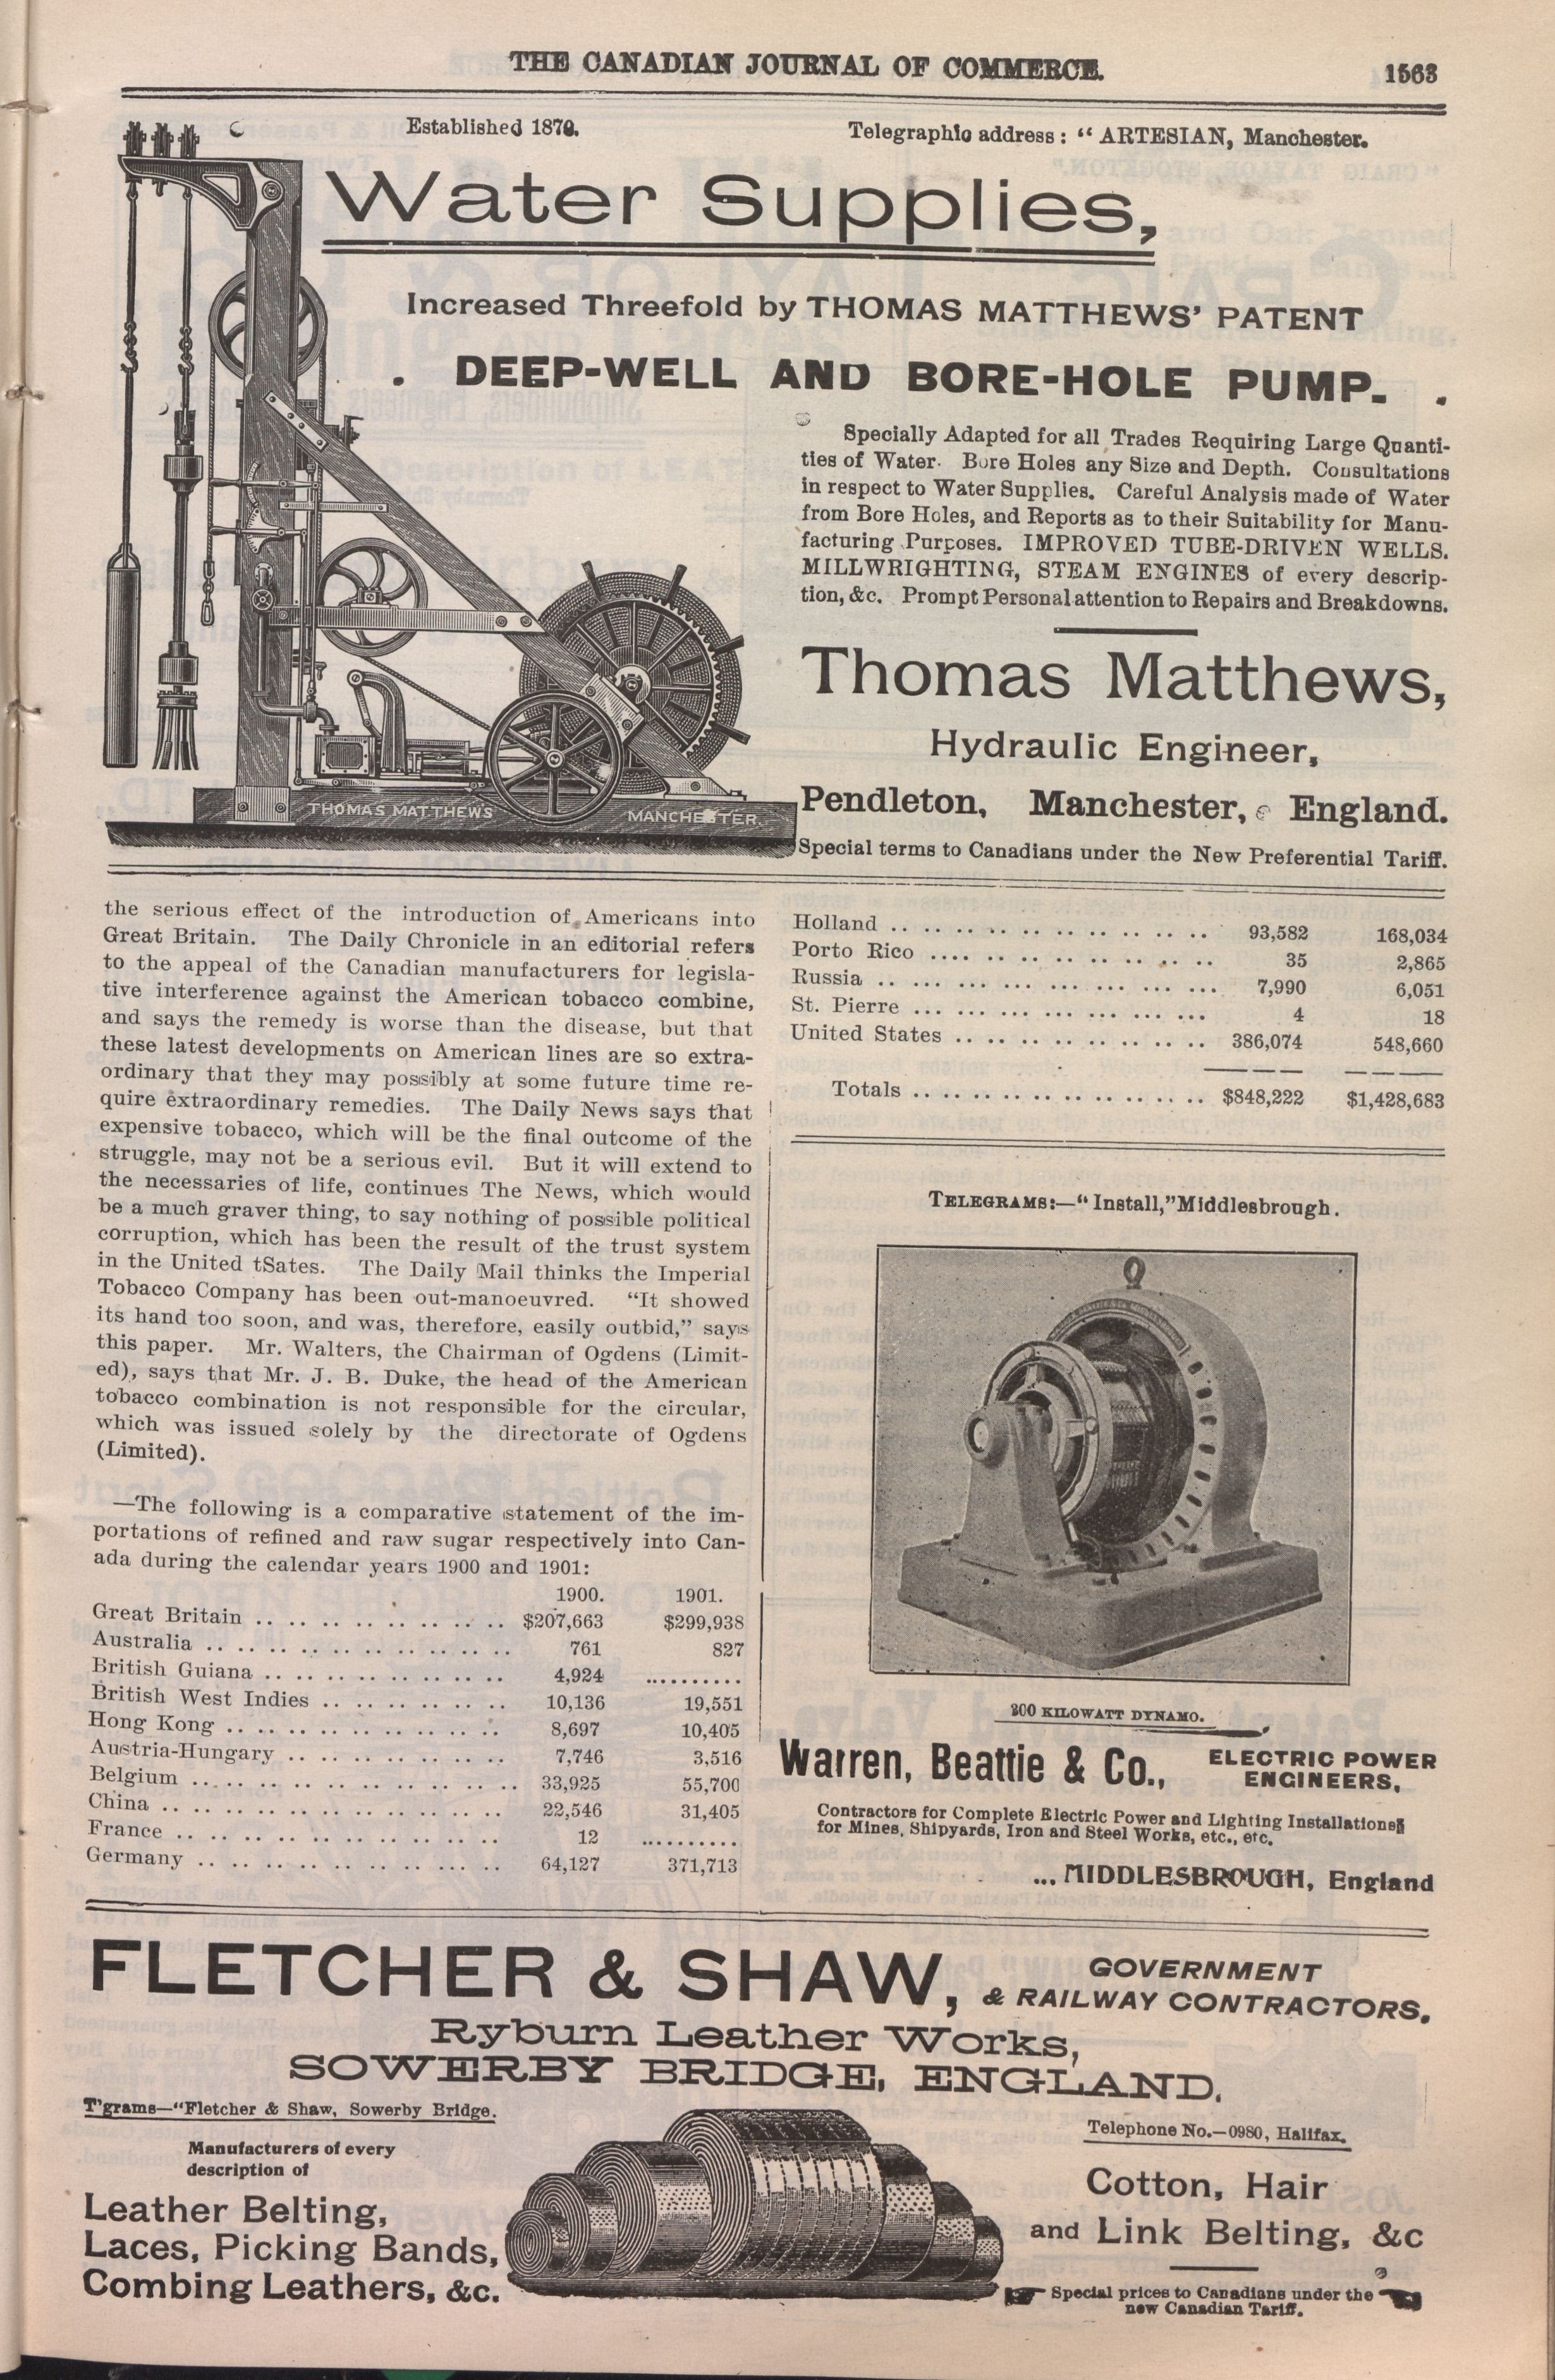 THE CANADIAN JOURNAL OF COMMERCE. 1563
Established 1870.
Telegraphic address: “ ARTESIAN, Manchester.
Water Supplies,
Increased Threefold by THOMAS MATTHEWS’ PATENT
. DEEP-WELL AND BORE-HOLE PUMP. .
Specially Adapted for all Trades Requiring Large Quanti-
ties of Water. Bore Holes any Size and Depth. Consultations
in respect to Water Supplies. Careful Analysis made of Water
from Bore Holes, and Reports as to their Suitability for Manu-
facturing Purposes. IMPROVED TUBE-DRIVEN WELLS.
MILLWRIGHTING, STEAM ENGINES of every descrip-
tion, &c. Prompt Personal attention to Repairs and Breakdowns.
Thomas Matthews,
Hydraulic Engineer,
Pendleton, Manchester, England.
Special terms to Canadians under the New Preferential Tariff.
THOMAS MATTHEWS MANCHESTER.
the serious effect of the introduction of Americans into
Great Britain. The Daily Chronicle in an editorial refers
to the appeal of the Canadian manufacturers for legisla-
tive interference against the American tobacco combine,
and says the remedy is worse than the disease, but that
these latest developments on American lines are so extra-
ordinary that they may possibly at some future time re-
quire extraordinary remedies. The Daily News says that
expensive tobacco, which will be the final outcome of the
struggle, may not be a serious evil. But it will extend to
the necessaries of life, continues The News, which would
be a much graver thing, to say nothing of possible political
corruption, which has been the result of the trust system
in the United tSates. The Daily Mail thinks the Imperial
Tobacco Company has been out-manoeuvred. “It showed
its hand too soon, and was, therefore, easily outbid,” says
this paper. Mr. Walters, the Chairman of Ogdens (Limit-
ed), says that Mr. J. B. Duke, the head of the American
tobacco combination is not responsible for the circular,
which was issued solely by the directorate of Ogdens
(Limited).
—The following is a comparative statement of the im-
portations of refined and raw sugar respectively into Can-
ada during the calendar years 1900 and 1901:
1900. 1901.
Great Britain .. .. .. .. .. .. .. .. $207,663 $299,938
Australia .. .. .. .. .. .. .. .. .. .. 761 827
British Guiana .. .. .. .. .. .. .. .. 4,924 ..........
British West Indies .. .. .. .. .. .. 10,136 19,551
Hong Kong .. .. .. .. .. .. .. .. .. 8,697 10,405
Austria-Hungary .. .. .. .. .. .. .. 7,746 3,516
Belgium .. .. .. .. .. .. .. .. .. .. 33,925 55,700
China .. .. .. .. .. .. .. .. .. .. .. 22,546 31,405
France .. .. .. .. .. .. .. .. .. .. 12 ..........
Germany .. .. .. .. .. .. .. ... .. ... 64,127 371,713
Holland .. .. .. .. .. .. .. .. .. .. 93,582 168,034
Porto Rico .... .. .. .. .. .. .. .. 35 2,865
Russia .. ... ... ... ... ... ... ... 7,990 6,051
St. Pierre ... ... ... ... ... ... ... 4 18
United States .. .. .. .. .. .. .. .. 386,074 548,660
Totals .. .. .. .. .. .. .. .. .. .. $848,222 $1,428,683
TELEGRAMS:—“Install,”Middlesbrough.
200 KILOWATT DYNAMO.
Warren, Beattie & Co., ELECTRIC POWER
ENGINEERS,
Contractors for Complete Electric Power and Lighting Installations
for Mines, Shipyards, Iron and Steel Works, etc., etc.
... MIDDLESBROUGH, England
FLETCHER & SHAW, GOVERNMENT
& RAILWAY CONTRACTORS,
Ryburn Leather Works,
SOWERBY BRIDGE, ENGLAND.
T’grams—“Fletcher & Shaw, Sowerby Bridge.
Manufacturers of every
description of
Leather Belting,
Laces, Picking Bands,
Combing Leathers, &c.
Telephone No.—0980, Halifax.
Cotton, Hair
and Link Belting, &c
Special prices to Canadians under the
new Canadian Tariff.